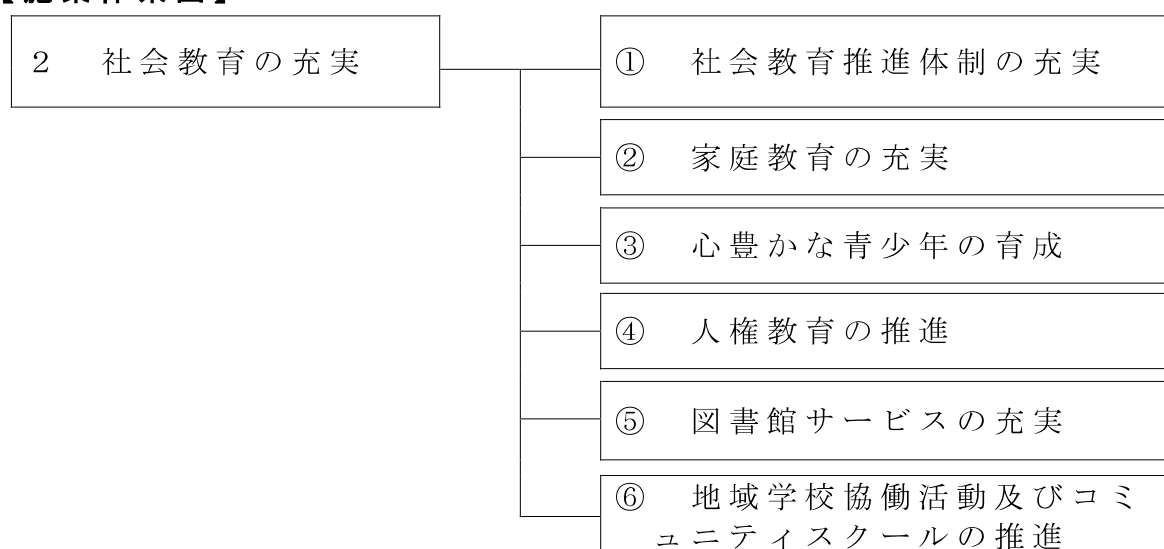 ２　社会教育の充実
①　社会教育推進体制の充実
②　家庭教育の充実
③　心豊かな青少年の育成
④　人権教育の推進
⑤　図書館サービスの充実
⑥　地域学校協働活動及びコミ
ュニティスクールの推進